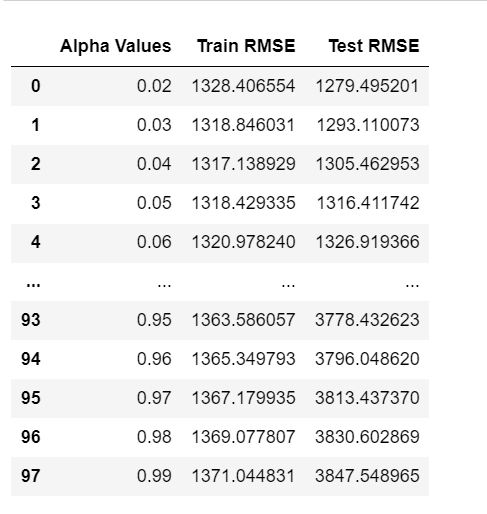 Alpha Values Train RMSE Test RMSE
0 0.02 1328.406554 1279.495201
1 0.03 1318.846031 1293.110073
2 0.04 1317.138929 1305.462953
3 0.05 1318.429335 1316.411742
4 0.06 1320.978240 1326.919366
... ... ... ...
93 0.95 1363.586057 3778.432623
94 0.96 1365.349793 3796.048620
95 0.97 1367.179935 3813.437370
96 0.98 1369.077807 3830.602869
97 0.99 1371.044831 3847.548965